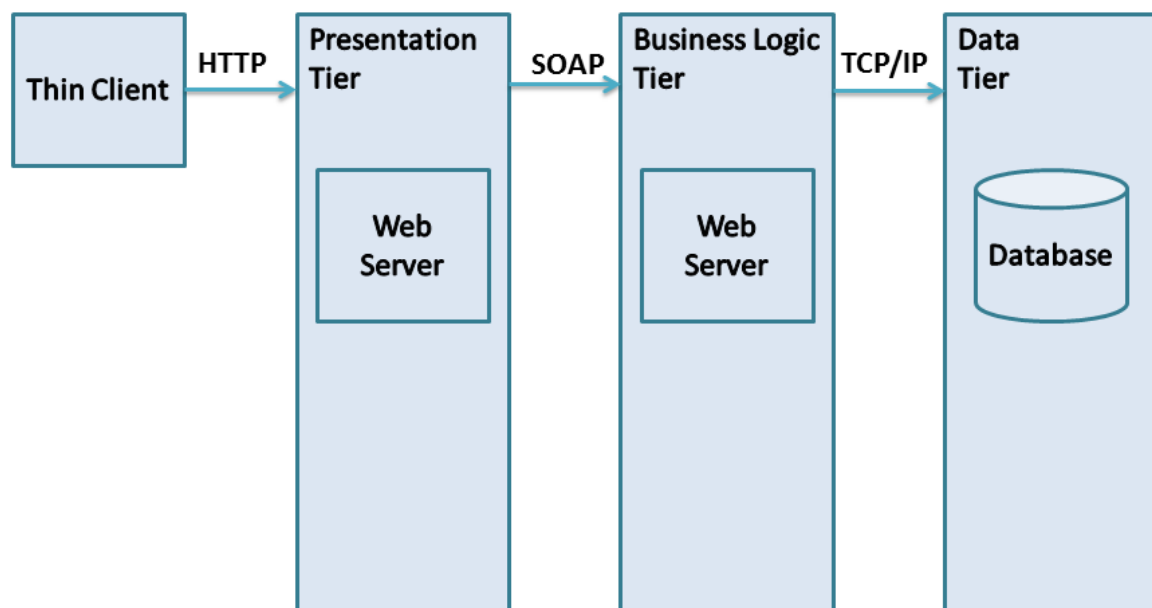 Thin Client
HTTP
Presentation
Tier
Web
Server
SOAP
Business Logic
Tier
Web
Server
TCP/IP
Data
Tier
Database